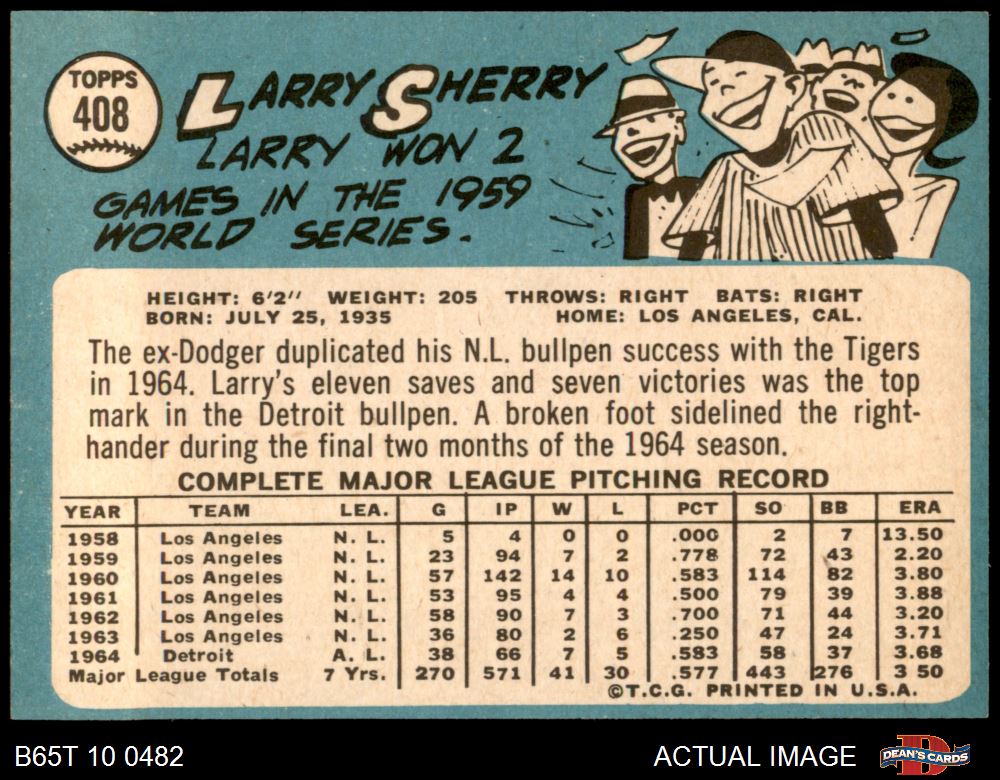 TOPPS
408
LARRY SHERRY
LARRY WON 2
GAMES IN THE 1959
WORLD SERIES.
HEIGHT: 6'2" WEIGHT: 205 THROWS: RIGHT BATS: RIGHT
BORN: JULY 25, 1935 HOME: LOS ANGELES, CAL.
The ex-Dodger duplicated his N.L. bullpen success with the Tigers
in 1964. Larry's eleven saves and seven victories was the top
mark in the Detroit bullpen. A broken foot sidelined the right-
hander during the final two months of the 1964 season.
COMPLETE MAJOR LEAGUE PITCHING RECORD
YEAR TEAM LEA. G IP W L PCT SO BB ERA
1958 Los Angeles N. L. 5 4 0 0 .000 2 7 13.50
1959 Los Angeles N. L. 23 94 7 2 .778 72 43 2.20
1960 Los Angeles N. L. 57 142 14 10 .583 114 82 3.80
1961 Los Angeles N. L. 53 95 4 4 .500 79 39 3.88
1962 Los Angeles N. L. 58 90 7 3 .700 71 44 3.20
1963 Los Angeles N. L. 36 80 2 6 .250 47 24 3.71
1964 Detroit A. L. 38 66 7 5 .583 58 37 3.68
Major League Totals 7 Yrs. 270 571 41 30 .577 443 276 3 50
©T.C.G. PRINTED IN U.S.A.
B65T 10 0482 ACTUAL IMAGE DEAN'S CARDS